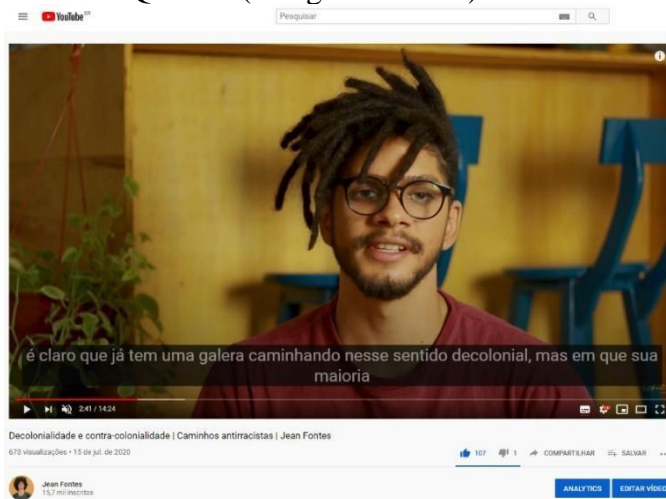 YouTube BR
Pesquisar
é claro que já tem uma galera caminhando nesse sentido decolonial, mas em que sua
maioria
2:41 / 14:24
Decolonialidade e contra-colonialidade | Caminhos antirracistas | Jean Fontes
673 visualizações • 15 de jul. de 2020
107 1 COMPARTILHAR SALVAR
Jean Fontes
15,7 mil inscritos
ANALYTICS EDITAR VÍDEO